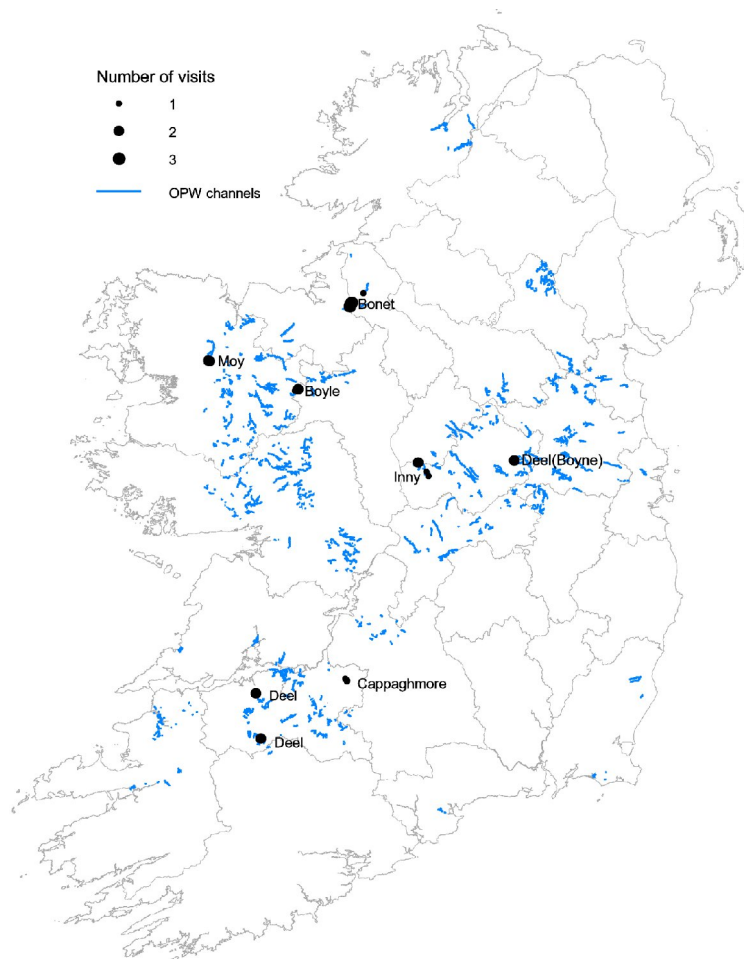 Number of visits
1
2
3
OPW channels
Bonet
Moy
Boyle
Deel(Boyne)
Inny
Cappaghmore
Deel
Deel